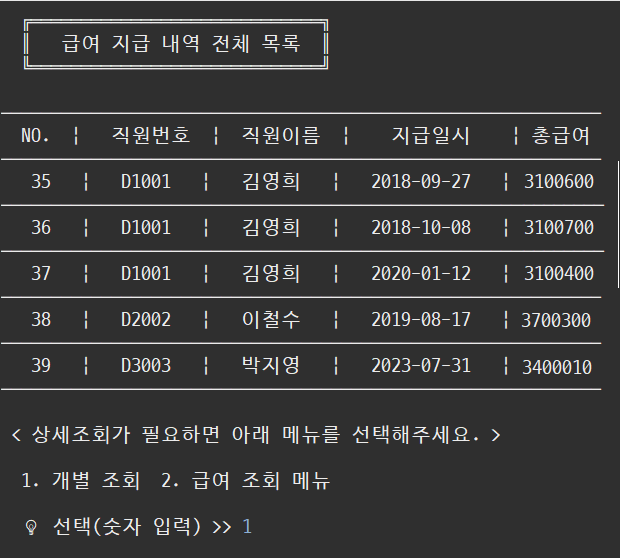 급여 지급 내역 전체 목록
NO. ¦ 직원번호 ¦ 직원이름 ¦ 지급일시 ¦ 총급여
35 ¦ D1001 ¦ 김영희 ¦ 2018-09-27 ¦ 3100600
36 ¦ D1001 ¦ 김영희 ¦ 2018-10-08 ¦ 3100700
37 ¦ D1001 ¦ 김영희 ¦ 2020-01-12 ¦ 3100400
38 ¦ D2002 ¦ 이철수 ¦ 2019-08-17 ¦ 3700300
39 ¦ D3003 ¦ 박지영 ¦ 2023-07-31 ¦ 3400010
< 상세조회가 필요하면 아래 메뉴를 선택해주세요. >
1. 개별 조회 2. 급여 조회 메뉴
💡 선택(숫자 입력) >> 1